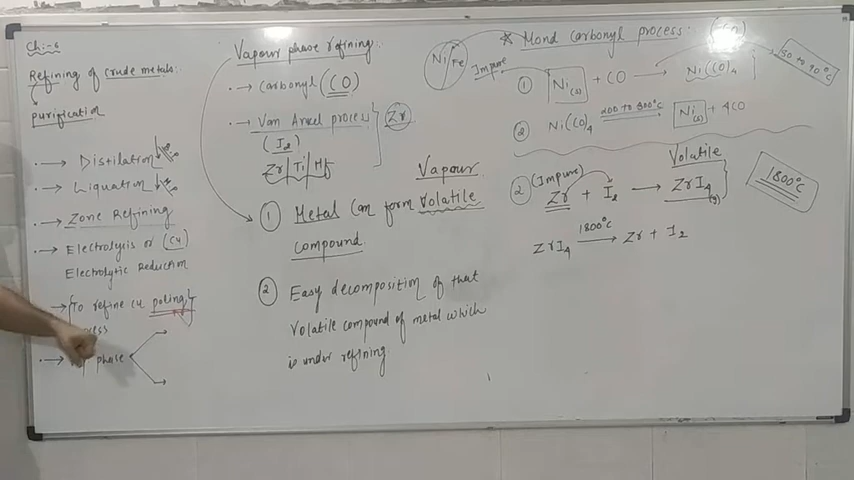 Ch:-6
Refining of crude metals:
purification
Distilation
Liquation
Zone Refining
Electrolysis or (Cu)
Electrolytic Reduction
To refine Cu poling
phase
Vapour phase refining:
Carbonyl (CO)
Van Arkel process Zr
(I2)
Zr|Ti|Hf
Vapour
① Metal can form Volatile
compound
② Easy decomposition of that
Volatile compound of metal which
is under refining
* Mond carbonyl process:
Ni/Fe
Impure
① Ni(s) + CO → Ni(CO)4
50 to 90°C
② Ni(CO)4 200 to 300°C Ni(s) + 4CO
② (Impure) Volatile
Zr + I2 → ZrI4(g)
1800°C
ZrI4 1800°C → Zr + I2